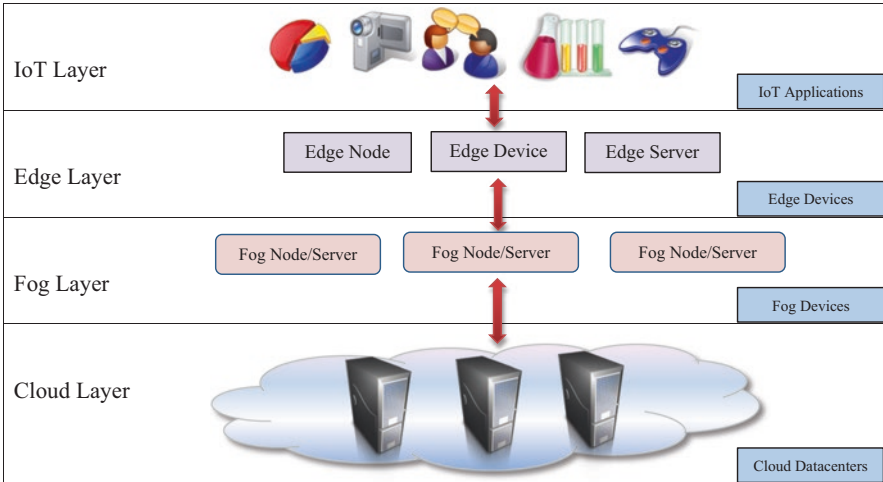 IoT Layer
IoT Applications
Edge Node
Edge Device
Edge Server
Edge Layer
Edge Devices
Fog Node/Server
Fog Node/Server
Fog Node/Server
Fog Layer
Fog Devices
Cloud Layer
Cloud Datacenters